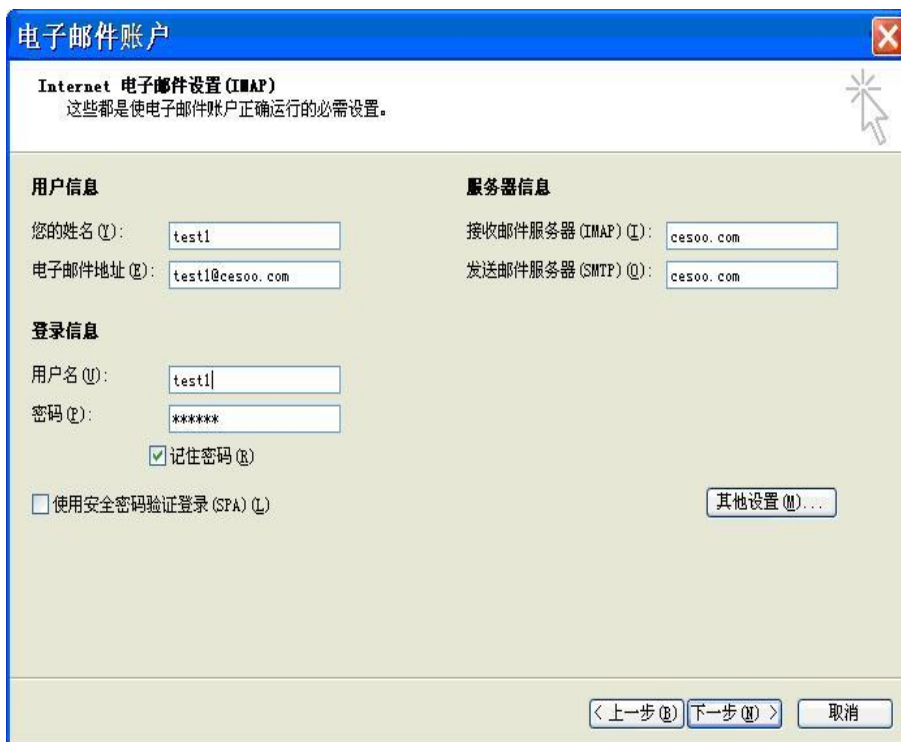 电子邮件账户
Internet 电子邮件设置(IMAP)
这些都是使电子邮件账户正确运行的必需设置。
用户信息
您的姓名(Y): test1
电子邮件地址(E): test1@cesoo.com
登录信息
用户名(U): test1
密码(P): ******
记住密码(R)
使用安全密码验证登录(SPA)(L)
服务器信息
接收邮件服务器(IMAP)(I): cesoo.com
发送邮件服务器(SMTP)(O): cesoo.com
其他设置(M)...
< 上一步(B) 下一步(N) > 取消